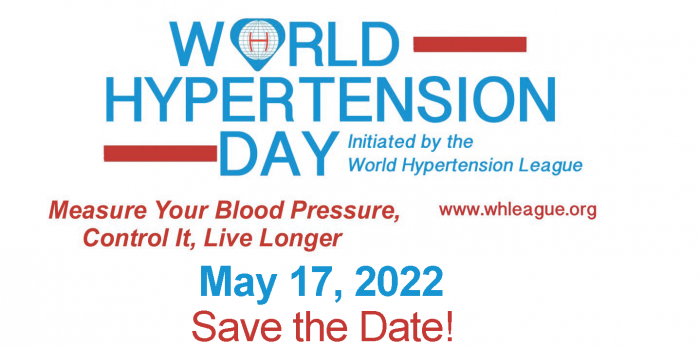 WORLD
HYPERTENSION
DAY
Initiated by the
World Hypertension League
Measure Your Blood Pressure,
Control It, Live Longer
www.whleague.org
May 17, 2022
Save the Date!